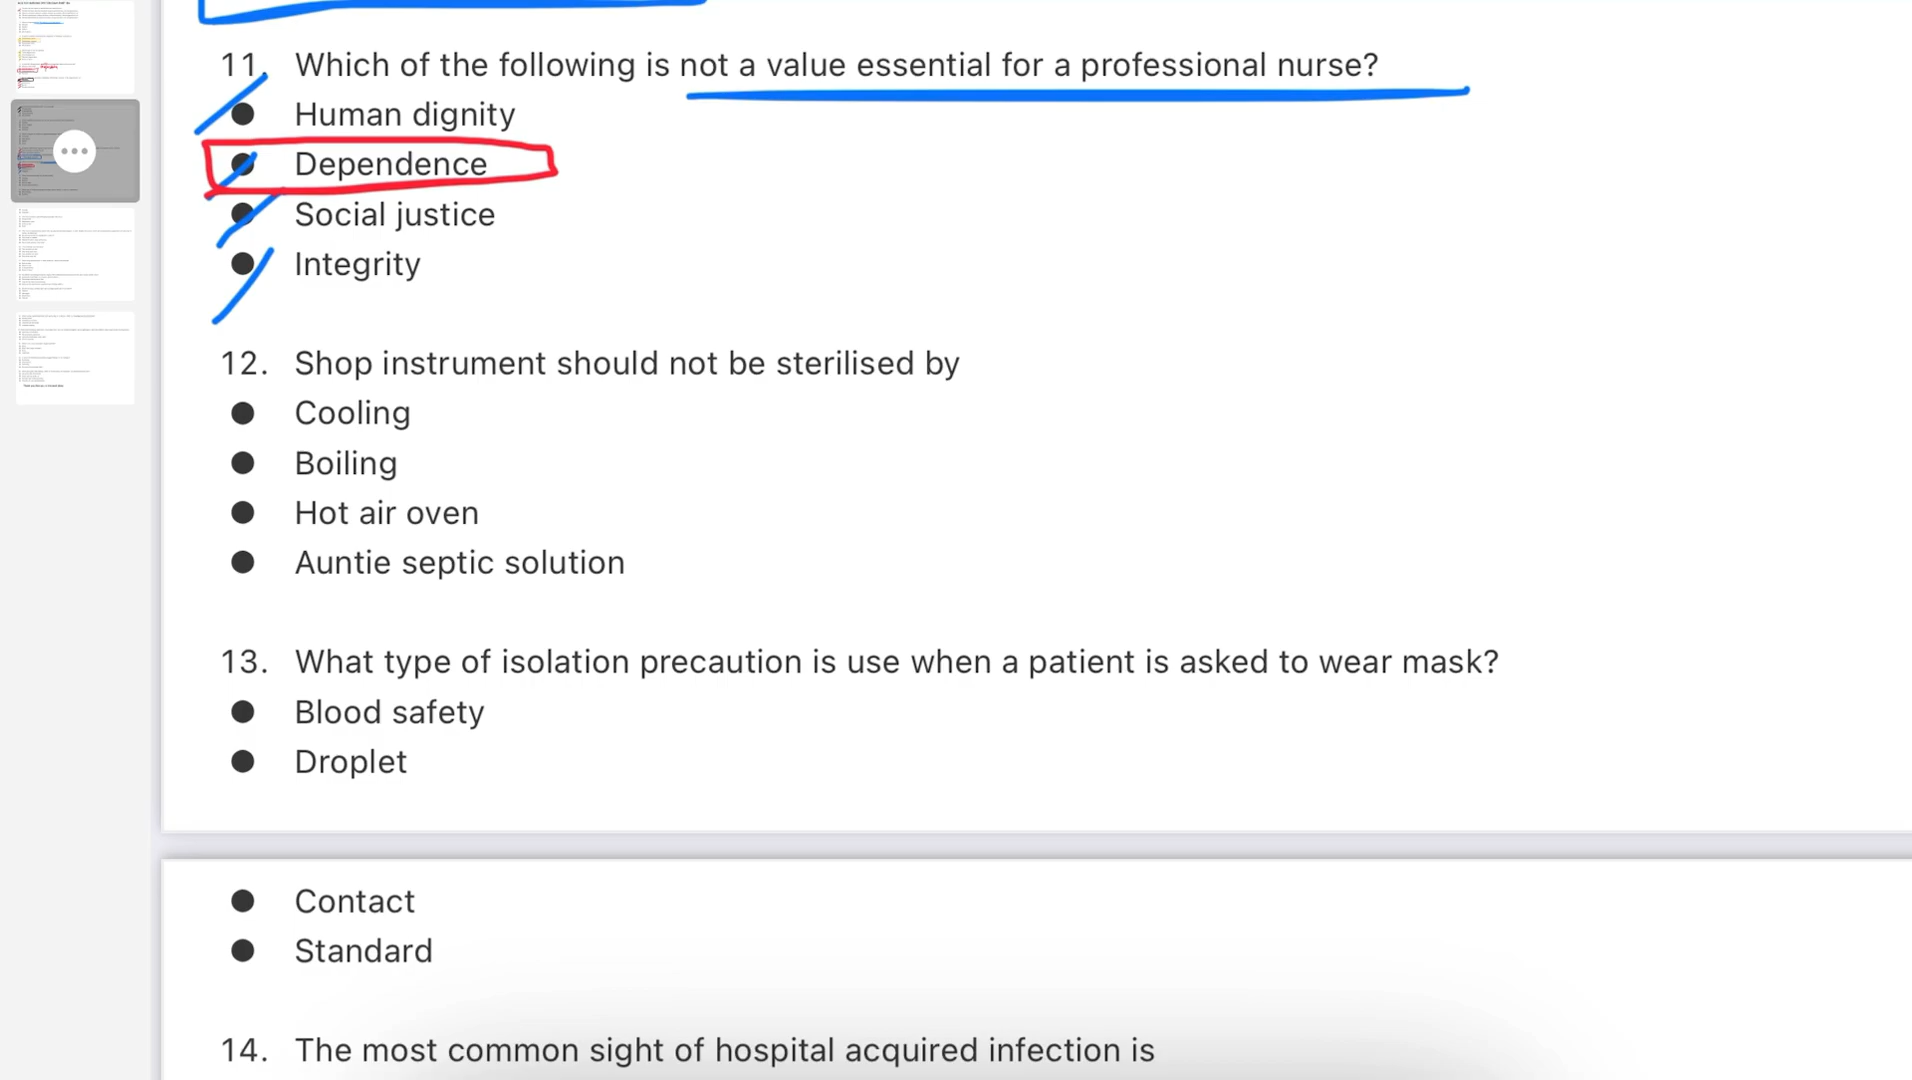 11. Which of the following is not a value essential for a professional nurse?
● Human dignity
● Dependence
● Social justice
● Integrity
12. Shop instrument should not be sterilised by
● Cooling
● Boiling
● Hot air oven
● Auntie septic solution
13. What type of isolation precaution is use when a patient is asked to wear mask?
● Blood safety
● Droplet
● Contact
● Standard
14. The most common sight of hospital acquired infection is